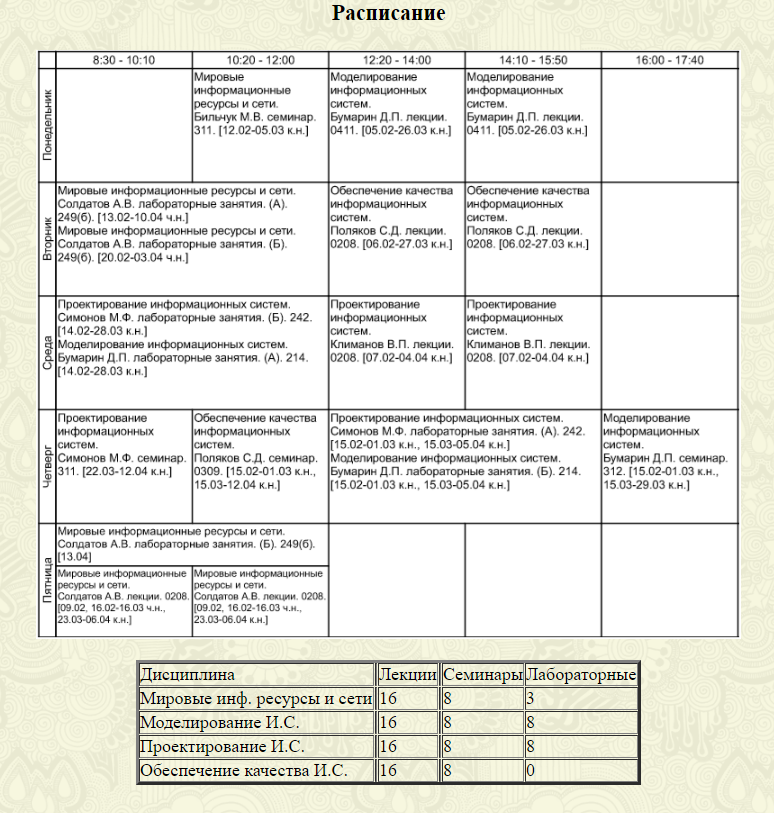 Расписание
8:30 - 10:10 10:20 - 12:00 12:20 - 14:00 14:10 - 15:50 16:00 - 17:40
Понедельник
Мировые
информационные
ресурсы и сети.
Бильчук М.В. семинар.
311. [12.02-05.03 к.н.]
Моделирование
информационных
систем.
Бумарин Д.П. лекции.
0411. [05.02-26.03 к.н.]
Моделирование
информационных
систем.
Бумарин Д.П. лекции.
0411. [05.02-26.03 к.н.]
Вторник
Мировые информационные ресурсы и сети.
Солдатов А.В. лабораторные занятия. (А).
249(б). [13.02-10.04 ч.н.]
Мировые информационные ресурсы и сети.
Солдатов А.В. лабораторные занятия. (Б).
249(б). [20.02-03.04 ч.н.]
Обеспечение качества
информационных
систем.
Поляков С.Д. лекции.
0208. [06.02-27.03 к.н.]
Обеспечение качества
информационных
систем.
Поляков С.Д. лекции.
0208. [06.02-27.03 к.н.]
Среда
Проектирование информационных систем.
Симонов М.Ф. лабораторные занятия. (Б). 242.
[14.02-28.03 к.н.]
Моделирование информационных систем.
Бумарин Д.П. лабораторные занятия. (А). 214.
[14.02-28.03 к.н.]
Проектирование
информационных
систем.
Климанов В.П. лекции.
0208. [07.02-04.04 к.н.]
Проектирование
информационных
систем.
Климанов В.П. лекции.
0208. [07.02-04.04 к.н.]
Четверг
Проектирование
информационных
систем.
Симонов М.Ф. семинар.
311. [22.03-12.04 к.н.]
Обеспечение качества
информационных
систем.
Поляков С.Д. семинар.
0309. [15.02-01.03 к.н.,
15.03-12.04 к.н.]
Проектирование информационных систем.
Симонов М.Ф. лабораторные занятия. (А). 242.
[15.02-01.03 к.н., 15.03-05.04 к.н.]
Моделирование информационных систем.
Бумарин Д.П. лабораторные занятия. (Б). 214.
[15.02-01.03 к.н., 15.03-05.04 к.н.]
Моделирование
информационных
систем.
Бумарин Д.П. семинар.
312. [15.02-01.03 к.н.,
15.03-29.03 к.н.]
Пятница
Мировые информационные ресурсы и сети.
Солдатов А.В. лабораторные занятия. (Б). 249(б).
[13.04]
Мировые информационные
ресурсы и сети.
Солдатов А.В. лекции. 0208.
[09.02, 16.02-16.03 ч.н.,
23.03-06.04 к.н.]
Мировые информационные
ресурсы и сети.
Солдатов А.В. лекции. 0208.
[09.02, 16.02-16.03 ч.н.,
23.03-06.04 к.н.]
Дисциплина Лекции Семинары Лабораторные
Мировые инф. ресурсы и сети 16 8 3
Моделирование И.С. 16 8 8
Проектирование И.С. 16 8 8
Обеспечение качества И.С. 16 8 0